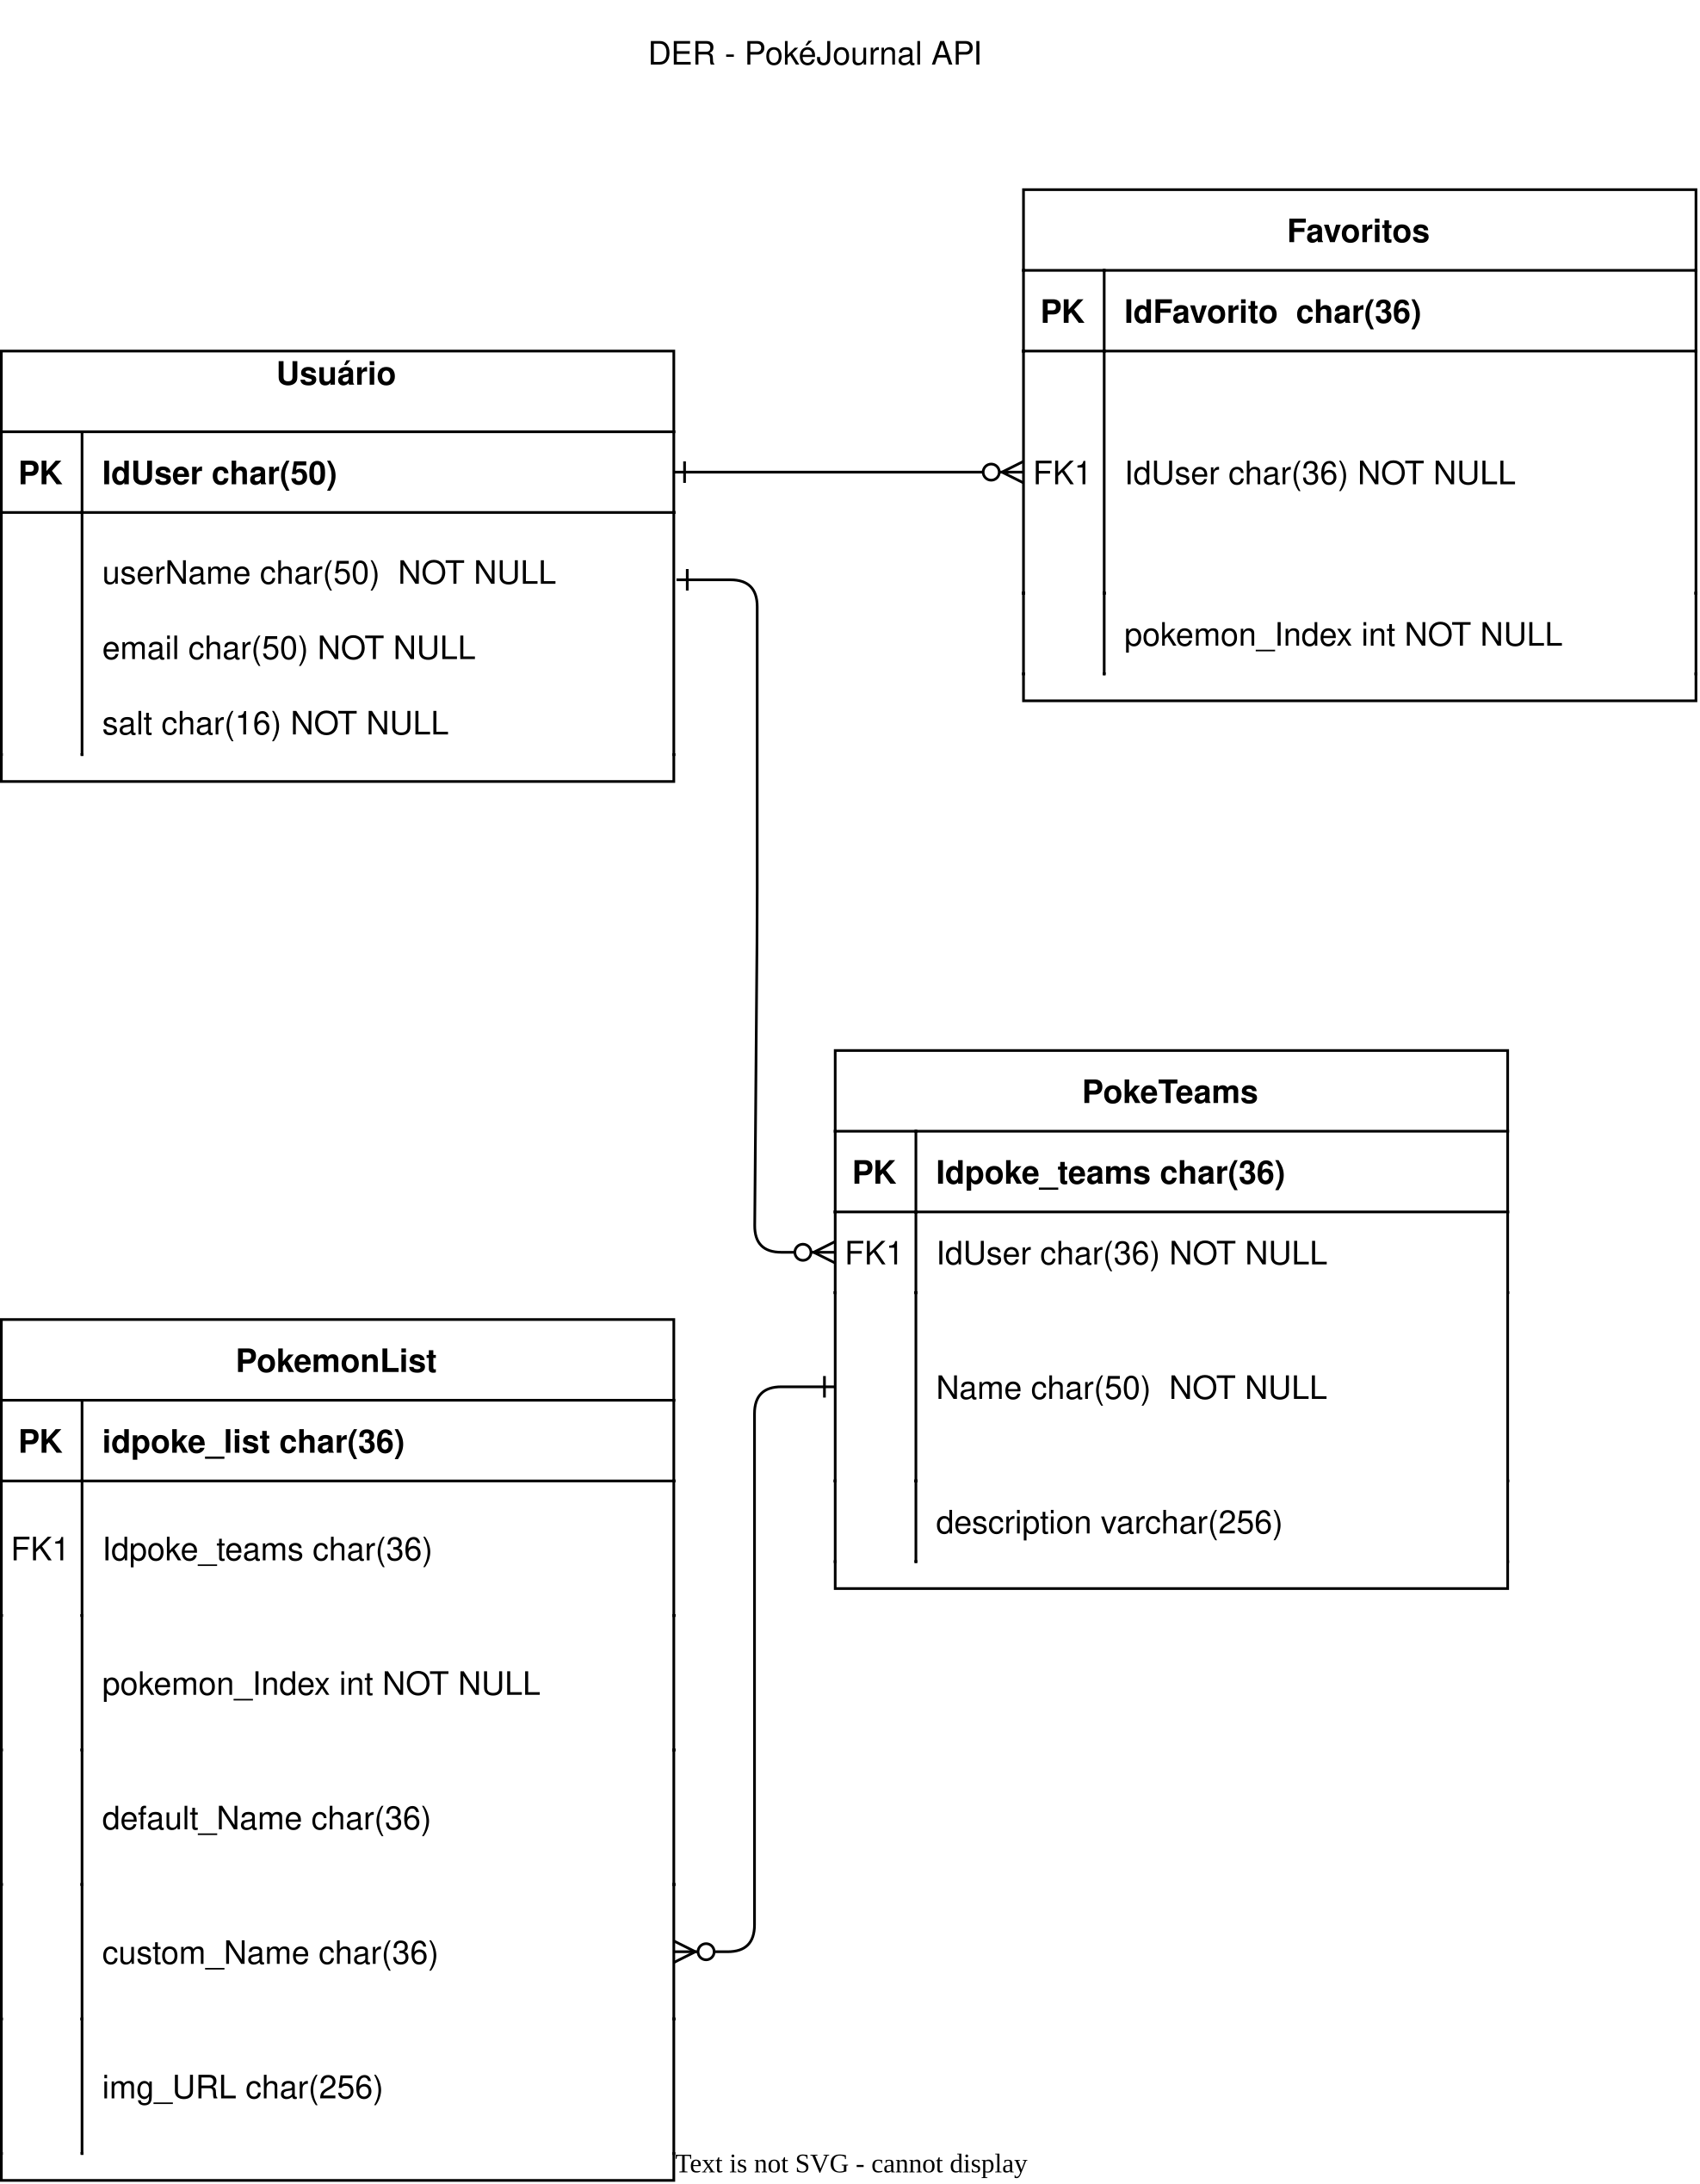 DER - PokéJournal API
Favoritos
PK IdFavorito  char(36)
FK1 IdUser char(36) NOT NULL
pokemon_Index int NOT NULL
Usuário
PK IdUser char(50)
userName char(50)  NOT NULL
email char(50) NOT NULL
salt char(16) NOT NULL
PokeTeams
PK Idpoke_teams char(36)
FK1 IdUser char(36) NOT NULL
Name char(50)  NOT NULL
description varchar(256)
PokemonList
PK idpoke_list char(36)
FK1 Idpoke_teams char(36)
pokemon_Index int NOT NULL
default_Name char(36)
custom_Name char(36)
img_URL char(256)
Text is not SVG - cannot display